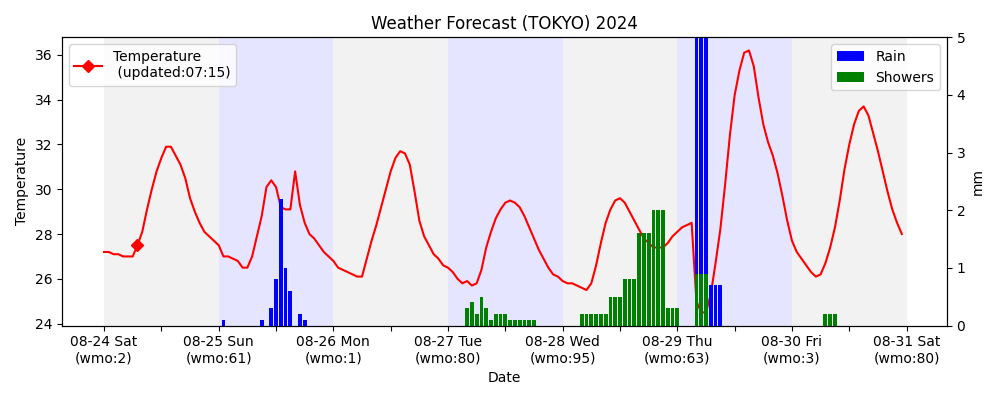 Weather Forecast (TOKYO) 2024
Temperature
(updated:07:15)
Rain
Showers
Temperature
36
34
32
30
28
26
24
5
4
3
2
1
0
mm
08-24 Sat
(wmo:2)
08-25 Sun
(wmo:61)
08-26 Mon
(wmo:1)
08-27 Tue
(wmo:80)
08-28 Wed
(wmo:95)
08-29 Thu
(wmo:63)
08-30 Fri
(wmo:3)
08-31 Sat
(wmo:80)
Date